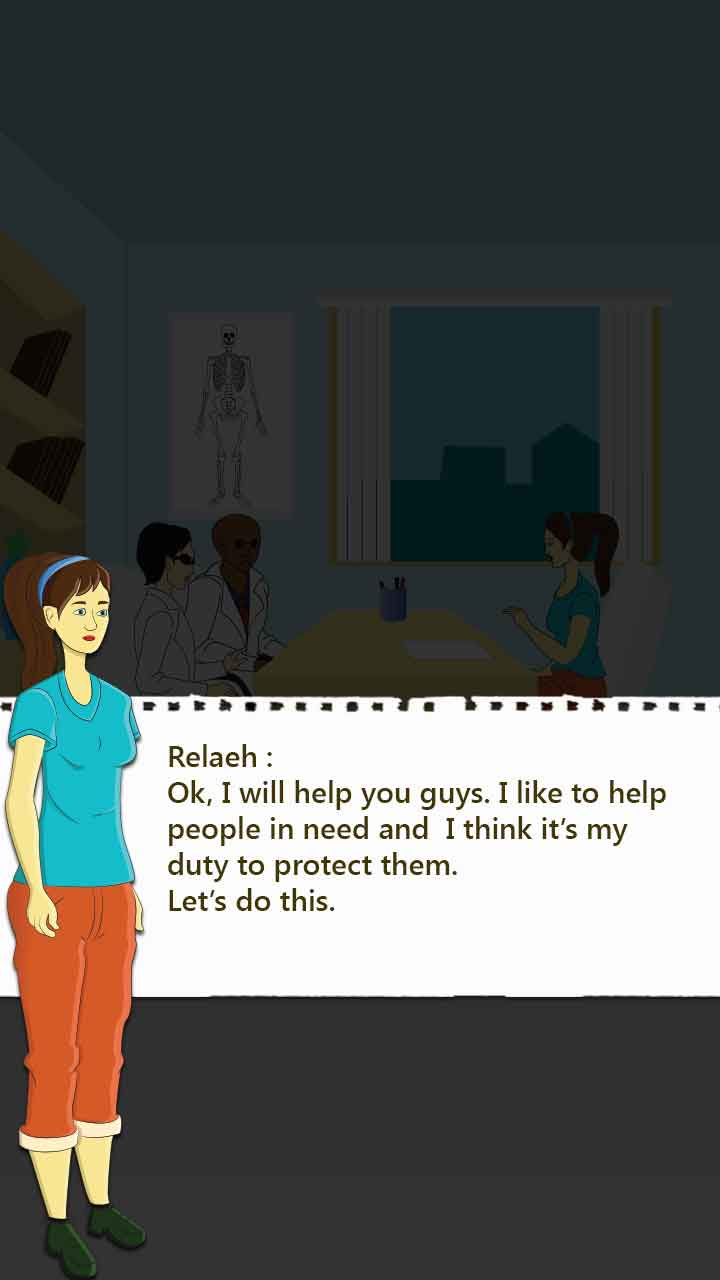 Relaeh :
Ok, I will help you guys. I like to help
people in need and  I think it’s my
duty to protect them.
Let’s do this.